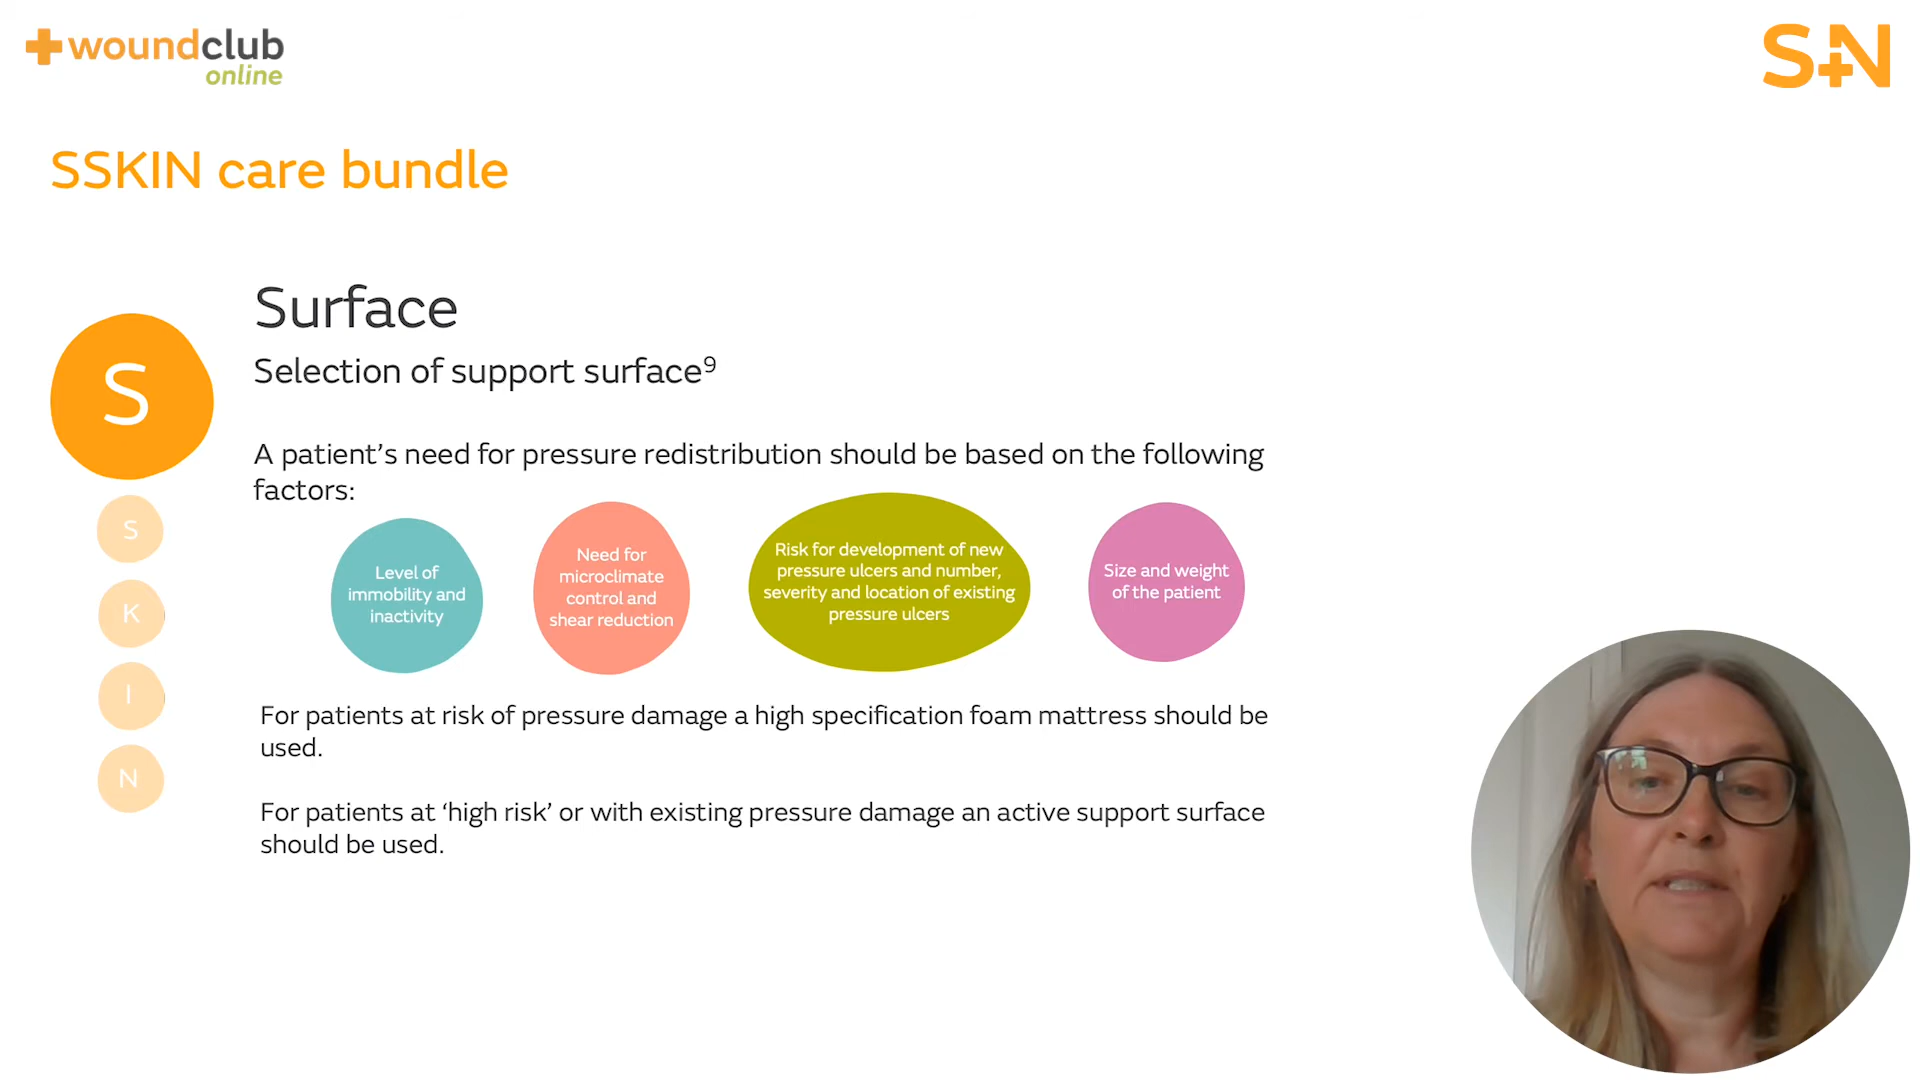 woundclub
online
S+N
SSKIN care bundle
Surface
Selection of support surface⁹
A patient’s need for pressure redistribution should be based on the following
factors:
Level of
immobility and
inactivity
Need for
microclimate
control and
shear reduction
Risk for development of new
pressure ulcers and number,
severity and location of existing
pressure ulcers
Size and weight
of the patient
For patients at risk of pressure damage a high specification foam mattress should be
used.
For patients at ‘high risk’ or with existing pressure damage an active support surface
should be used.
S
S
K
I
N